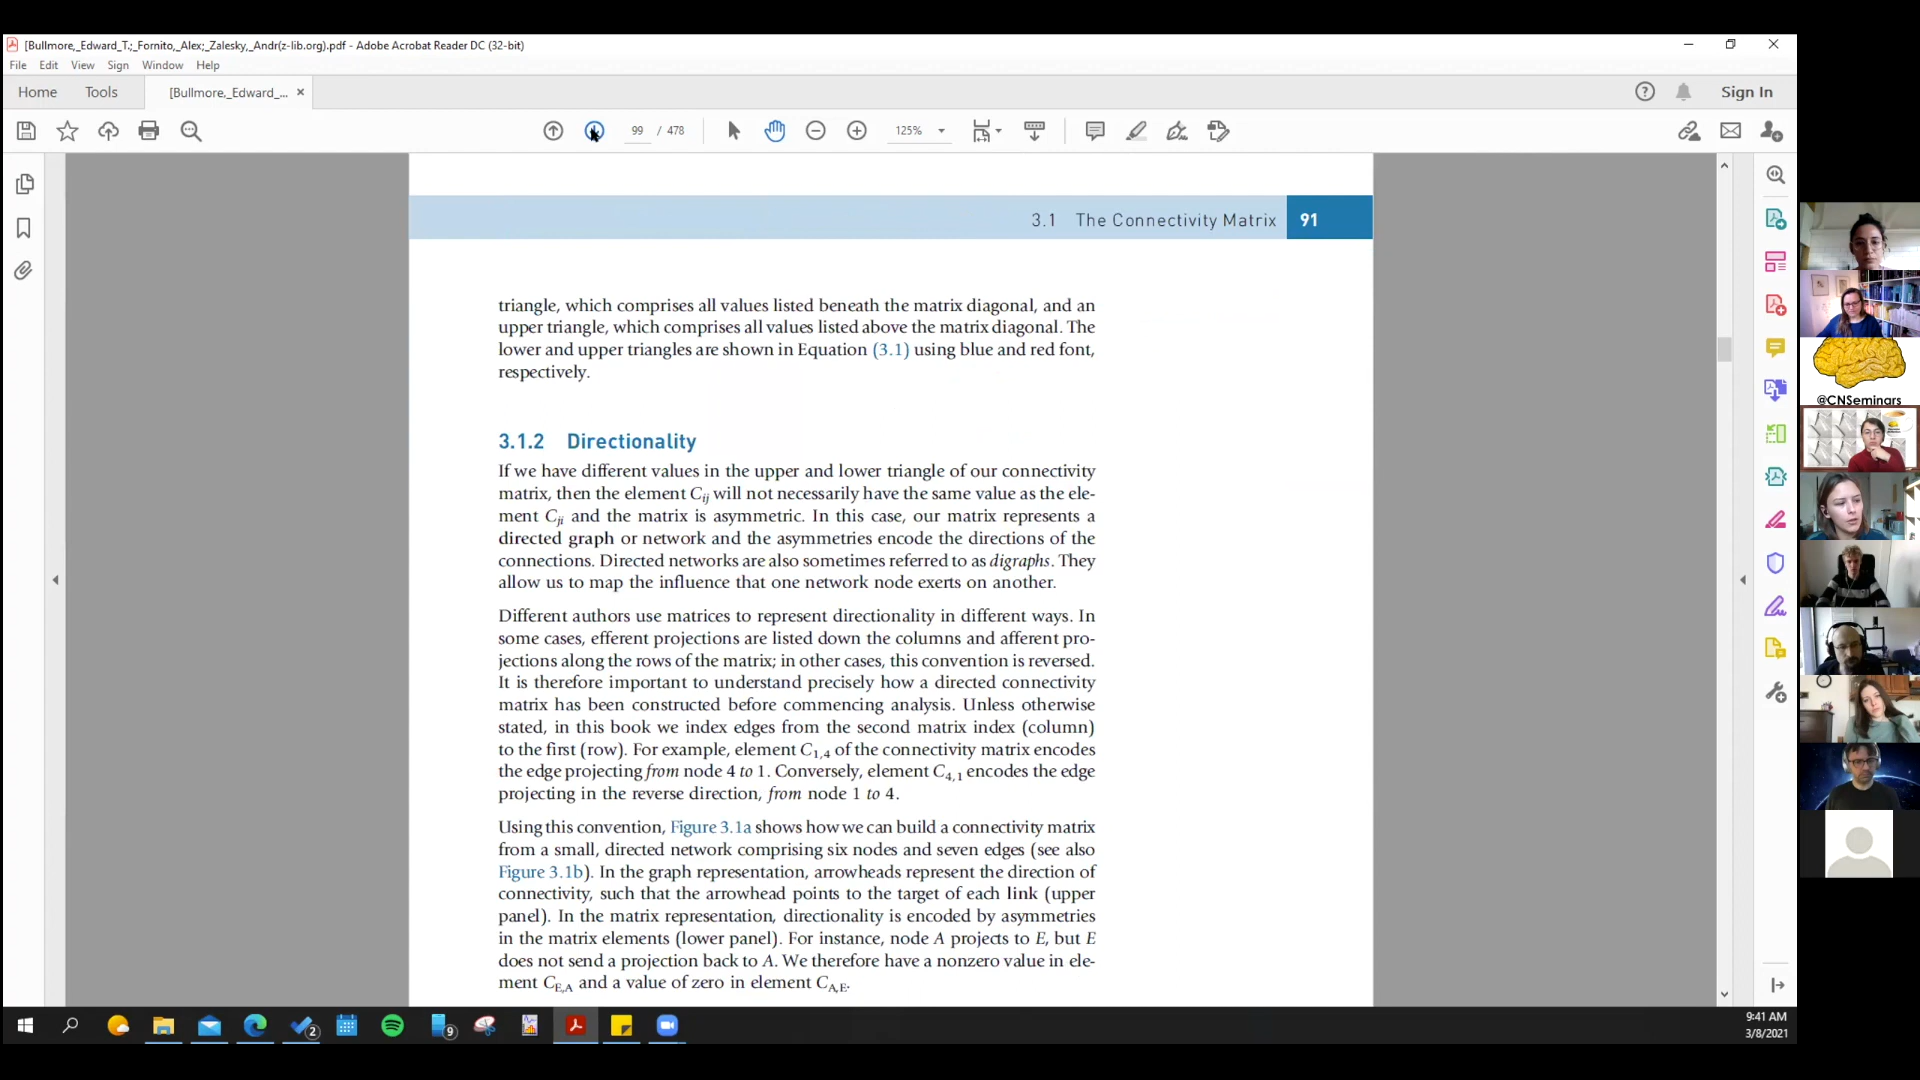 [Bullmore,_Edward_T.;_Fornito,_Alex;_Zalesky,_Andr(z-lib.org).pdf - Adobe Acrobat Reader DC (32-bit)
File Edit View Sign Window Help
Home Tools [Bullmore,_Edward_... × Sign In
99 / 478 125%
3.1 The Connectivity Matrix 91
triangle, which comprises all values listed beneath the matrix diagonal, and an
upper triangle, which comprises all values listed above the matrix diagonal. The
lower and upper triangles are shown in Equation (3.1) using blue and red font,
respectively.
3.1.2 Directionality
If we have different values in the upper and lower triangle of our connectivity
matrix, then the element Cij will not necessarily have the same value as the ele-
ment Cji and the matrix is asymmetric. In this case, our matrix represents a
directed graph or network and the asymmetries encode the directions of the
connections. Directed networks are also sometimes referred to as digraphs. They
allow us to map the influence that one network node exerts on another.
Different authors use matrices to represent directionality in different ways. In
some cases, efferent projections are listed down the columns and afferent pro-
jections along the rows of the matrix; in other cases, this convention is reversed.
It is therefore important to understand precisely how a directed connectivity
matrix has been constructed before commencing analysis. Unless otherwise
stated, in this book we index edges from the second matrix index (column)
to the first (row). For example, element C1,4 of the connectivity matrix encodes
the edge projecting from node 4 to 1. Conversely, element C4,1 encodes the edge
projecting in the reverse direction, from node 1 to 4.
Using this convention, Figure 3.1a shows how we can build a connectivity matrix
from a small, directed network comprising six nodes and seven edges (see also
Figure 3.1b). In the graph representation, arrowheads represent the direction of
connectivity, such that the arrowhead points to the target of each link (upper
panel). In the matrix representation, directionality is encoded by asymmetries
in the matrix elements (lower panel). For instance, node A projects to E, but E
does not send a projection back to A. We therefore have a nonzero value in ele-
ment CE,A and a value of zero in element CA,E.
@CNSeminars
2
9
9:41 AM
3/8/2021